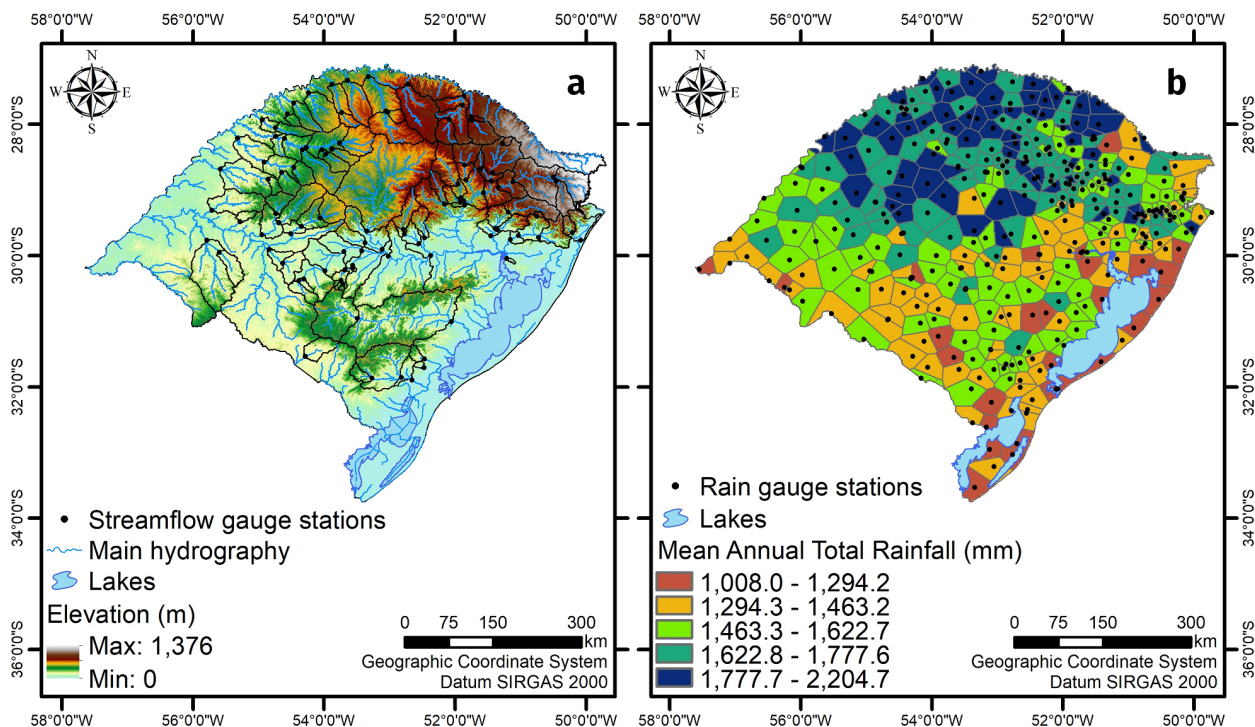 58°0'0"W 56°0'0"W 54°0'0"W 52°0'0"W 50°0'0"W
58°0'0"W 56°0'0"W 54°0'0"W 52°0'0"W 50°0'0"W
28°0'0"S
30°0'0"S
32°0'0"S
34°0'0"S
36°0'0"S
N
W E
S
a
Streamflow gauge stations
Main hydrography
Lakes
Elevation (m)
Max: 1,376
Min: 0
0 75 150 300
km
Geographic Coordinate System
Datum SIRGAS 2000
N
W E
S
b
Rain gauge stations
Lakes
Mean Annual Total Rainfall (mm)
1,008.0 - 1,294.2
1,294.3 - 1,463.2
1,463.3 - 1,622.7
1,622.8 - 1,777.6
1,777.7 - 2,204.7
0 75 150 300
km
Geographic Coordinate System
Datum SIRGAS 2000
28°0'0"S
30°0'0"S
32°0'0"S
34°0'0"S
36°0'0"S
58°0'0"W 56°0'0"W 54°0'0"W 52°0'0"W 50°0'0"W
58°0'0"W 56°0'0"W 54°0'0"W 52°0'0"W 50°0'0"W